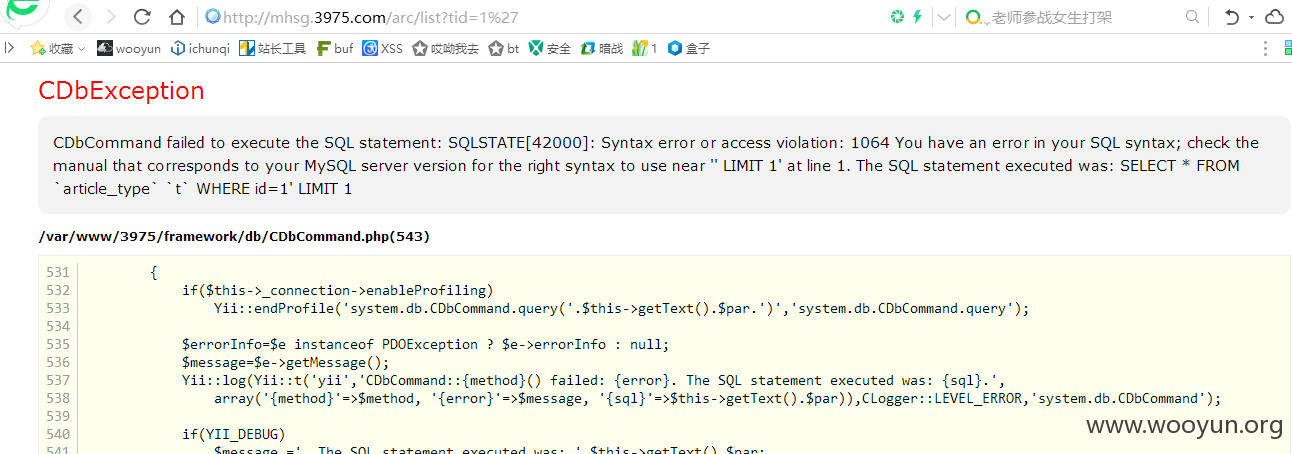 http://mhsg.3975.com/arc/list?tid=1%27
老师参战女生打架
收藏 wooyun ichunqi 站长工具 buf XSS 哎呦我去 bt 安全 暗战 1 盒子
CDbException
CDbCommand failed to execute the SQL statement: SQLSTATE[42000]: Syntax error or access violation: 1064 You have an error in your SQL syntax; check the
manual that corresponds to your MySQL server version for the right syntax to use near '' LIMIT 1' at line 1. The SQL statement executed was: SELECT * FROM
`article_type` `t` WHERE id=1' LIMIT 1
/var/www/3975/framework/db/CDbCommand.php(543)
531 {
532 if($this->_connection->enableProfiling)
533 Yii::endProfile('system.db.CDbCommand.query('.$this->getText().$par.')','system.db.CDbCommand.query');
534
535 $errorInfo=$e instanceof PDOException ? $e->errorInfo : null;
536 $message=$e->getMessage();
537 Yii::log(Yii::t('yii','CDbCommand::{method}() failed: {error}. The SQL statement executed was: {sql}.',
538 array('{method}'=>$method, '{error}'=>$message, '{sql}'=>$this->getText().$par)),CLogger::LEVEL_ERROR,'system.db.CDbCommand');
539
540 if(YII_DEBUG)
541 $message.='. The SQL statement executed was: '.$this->getText().$par;
www.wooyun.org